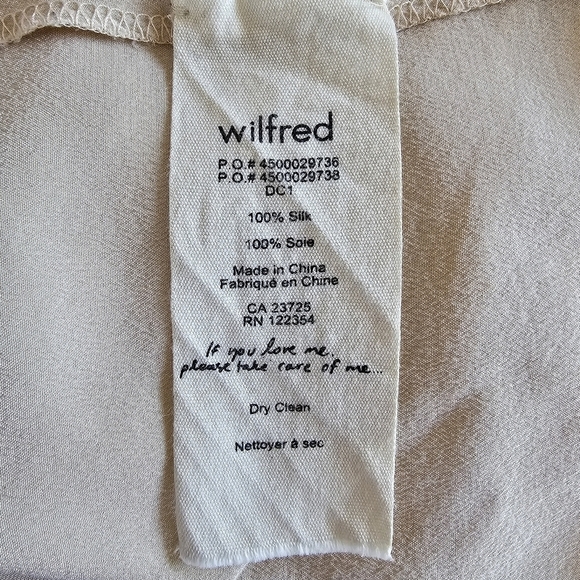 wilfred
P.O.# 4500029736
P.O.# 4500029738
DC1
100% Silk
100% Soie
Made in China
Fabriqué en Chine
CA 23725
RN 122354
If you love me,
please take care of me...
Dry Clean
Nettoyer à sec